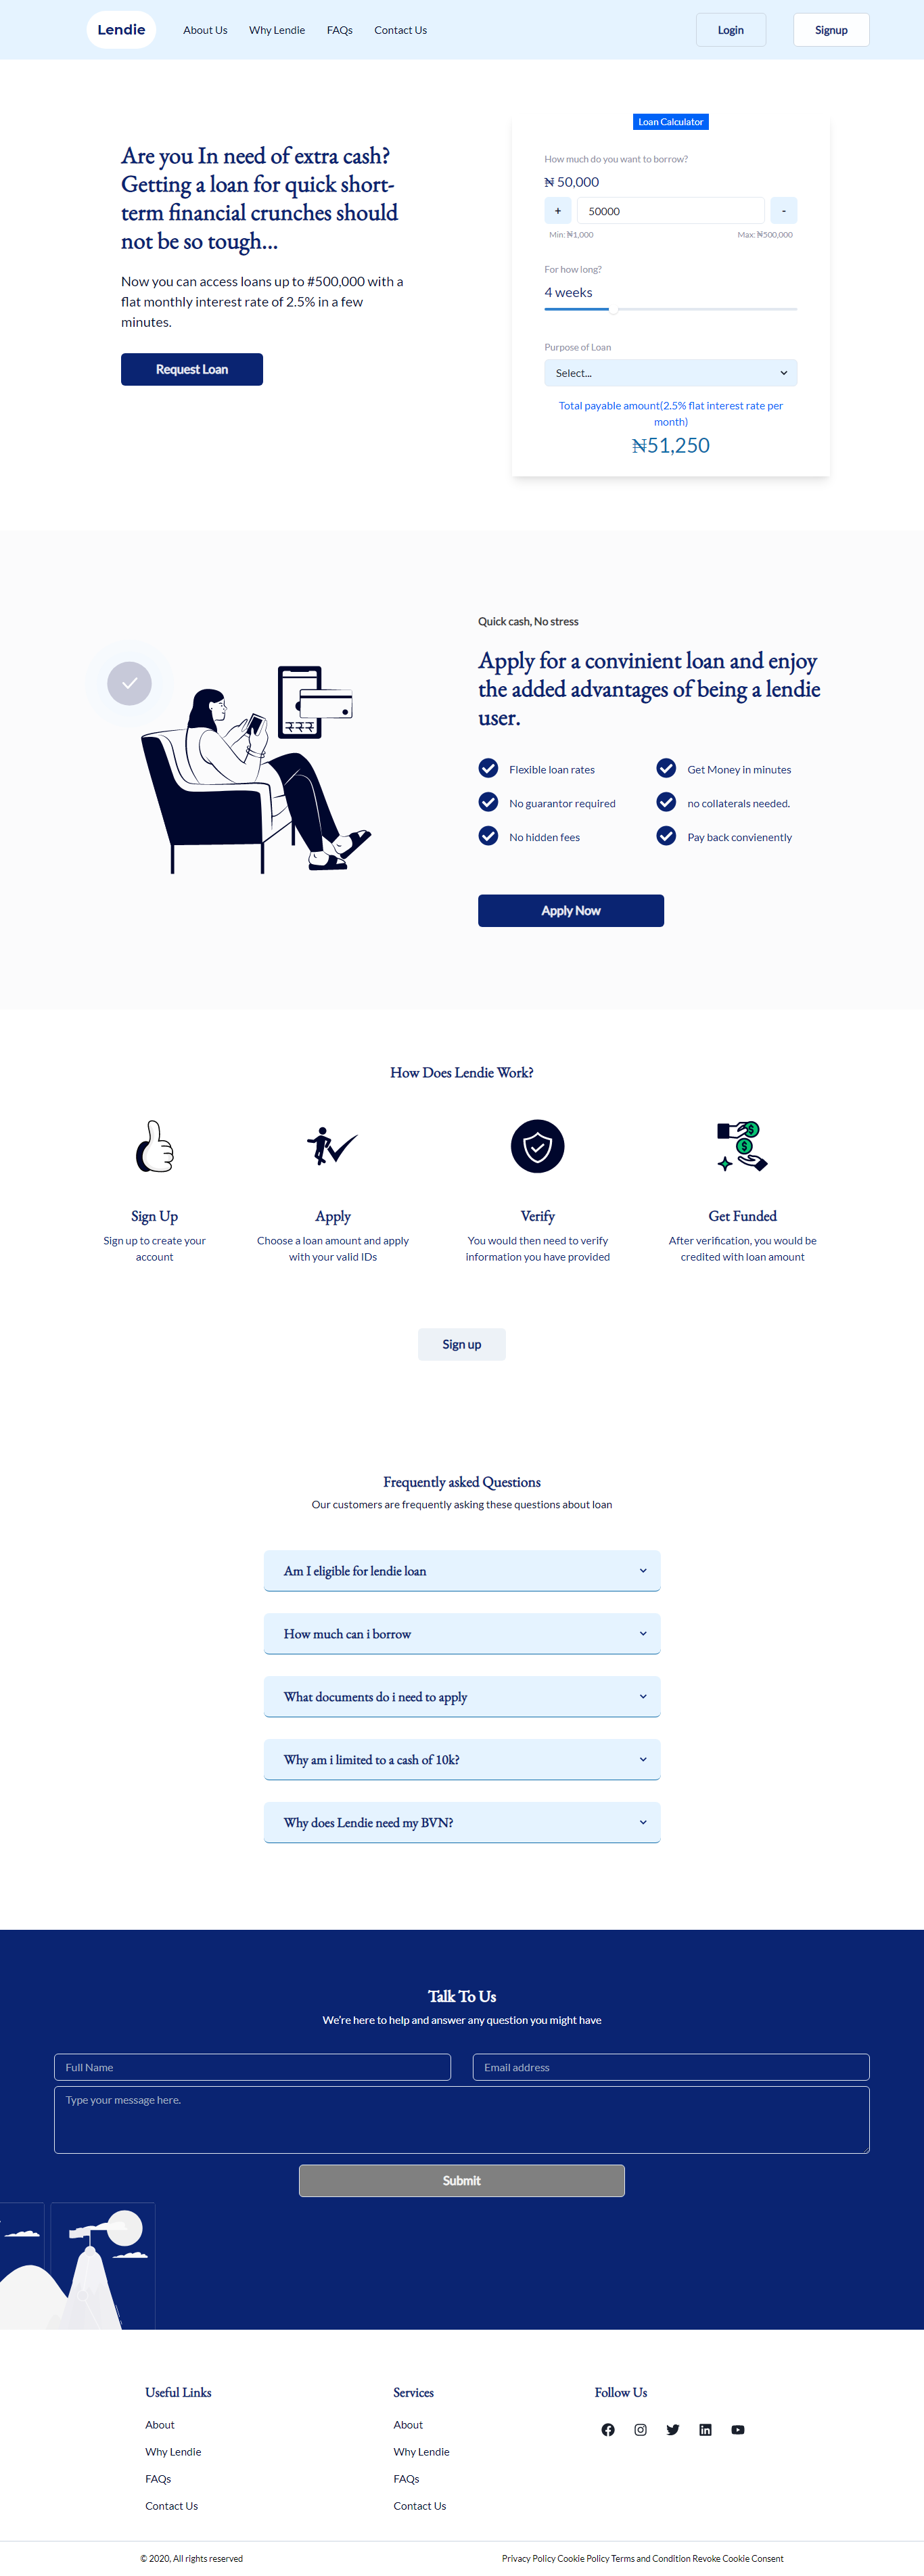 Lendie
About Us
Why Lendie
FAQs
Contact Us
Login
Signup
Are you In need of extra cash?
Getting a loan for quick short-
term financial crunches should
not be so tough...
Now you can access loans up to #500,000 with a
flat monthly interest rate of 2.5% in a few
minutes.
Request Loan
Loan Calculator
How much do you want to borrow?
₦ 50,000
+
50000
-
Min: ₦1,000
Max: ₦500,000
For how long?
4 weeks
Purpose of Loan
Select...
Total payable amount(2.5% flat interest rate per
month)
₦51,250
Quick cash, No stress
Apply for a convinient loan and enjoy
the added advantages of being a lendie
user.
Flexible loan rates
Get Money in minutes
No guarantor required
no collaterals needed.
No hidden fees
Pay back convienently
Apply Now
How Does Lendie Work?
Sign Up
Sign up to create your
account
Apply
Choose a loan amount and apply
with your valid IDs
Verify
You would then need to verify
information you have provided
Get Funded
After verification, you would be
credited with loan amount
Sign up
Frequently asked Questions
Our customers are frequently asking these questions about loan
Am I eligible for lendie loan
How much can i borrow
What documents do i need to apply
Why am i limited to a cash of 10k?
Why does Lendie need my BVN?
Talk To Us
We're here to help and answer any question you might have
Full Name
Email address
Type your message here.
Submit
Useful Links
About
Why Lendie
FAQs
Contact Us
Services
About
Why Lendie
FAQs
Contact Us
Follow Us
© 2020, All rights reserved
Privacy Policy Cookie Policy Terms and Condition Revoke Cookie Consent